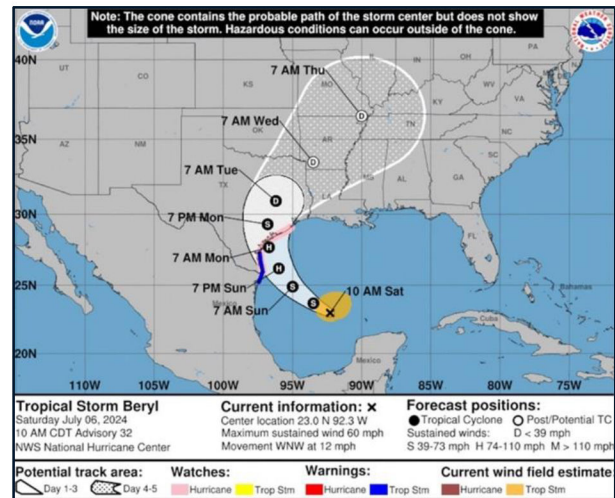 Note: The cone contains the probable path of the storm center but does not show
the size of the storm. Hazardous conditions can occur outside of the cone.
NOAA
40N
35N
30N
25N
20N
UT
CO
KS
MO
IN
OH
PA
KY
WV
VA
AZ
NM
OK
AR
TN
NC
SC
TX
LA
MS
AL
GA
FL
7 AM Thu
D
7 AM Wed
D
7 AM Tue
D
7 PM Mon
S
7 AM Mon
H
7 PM Sun
H
7 AM Sun
S
S
10 AM Sat
Mexico
Mexico
Cuba
Bahamas
110W 105W 100W 95W 90W 85W 80W 75W
Tropical Storm Beryl
Saturday July 06, 2024
10 AM CDT Advisory 32
NWS National Hurricane Center
Current information: x
Center location 23.0 N 92.3 W
Maximum sustained wind 60 mph
Movement WNW at 12 mph
Forecast positions:
Tropical Cyclone Post/Potential TC
Sustained winds: D < 39 mph
S 39-73 mph H 74-110 mph M > 110 mph
Potential track area:
Day 1-3 Day 4-5
Watches:
Hurricane Trop Stm
Warnings:
Hurricane Trop Stm
Current wind field estimate
Hurricane Trop Stm